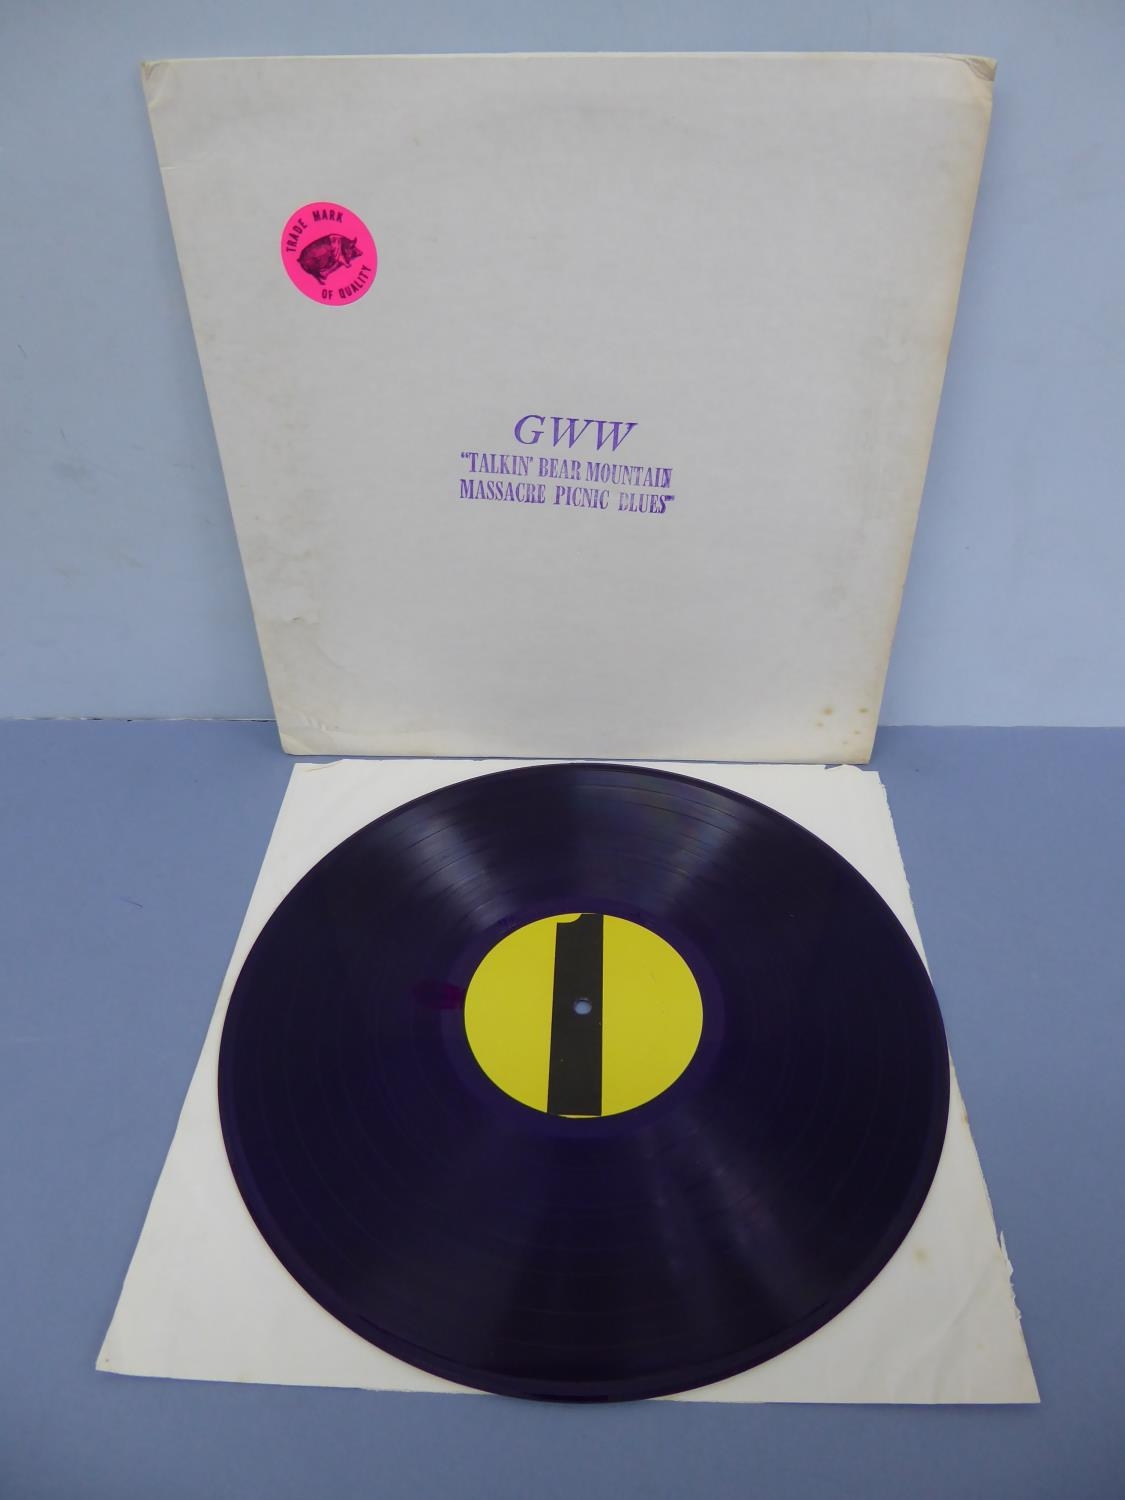 TRADE MARK
OF QUALITY
GWW
"TALKIN' BEAR MOUNTAIN
MASSACRE PICNIC BLUES"
1